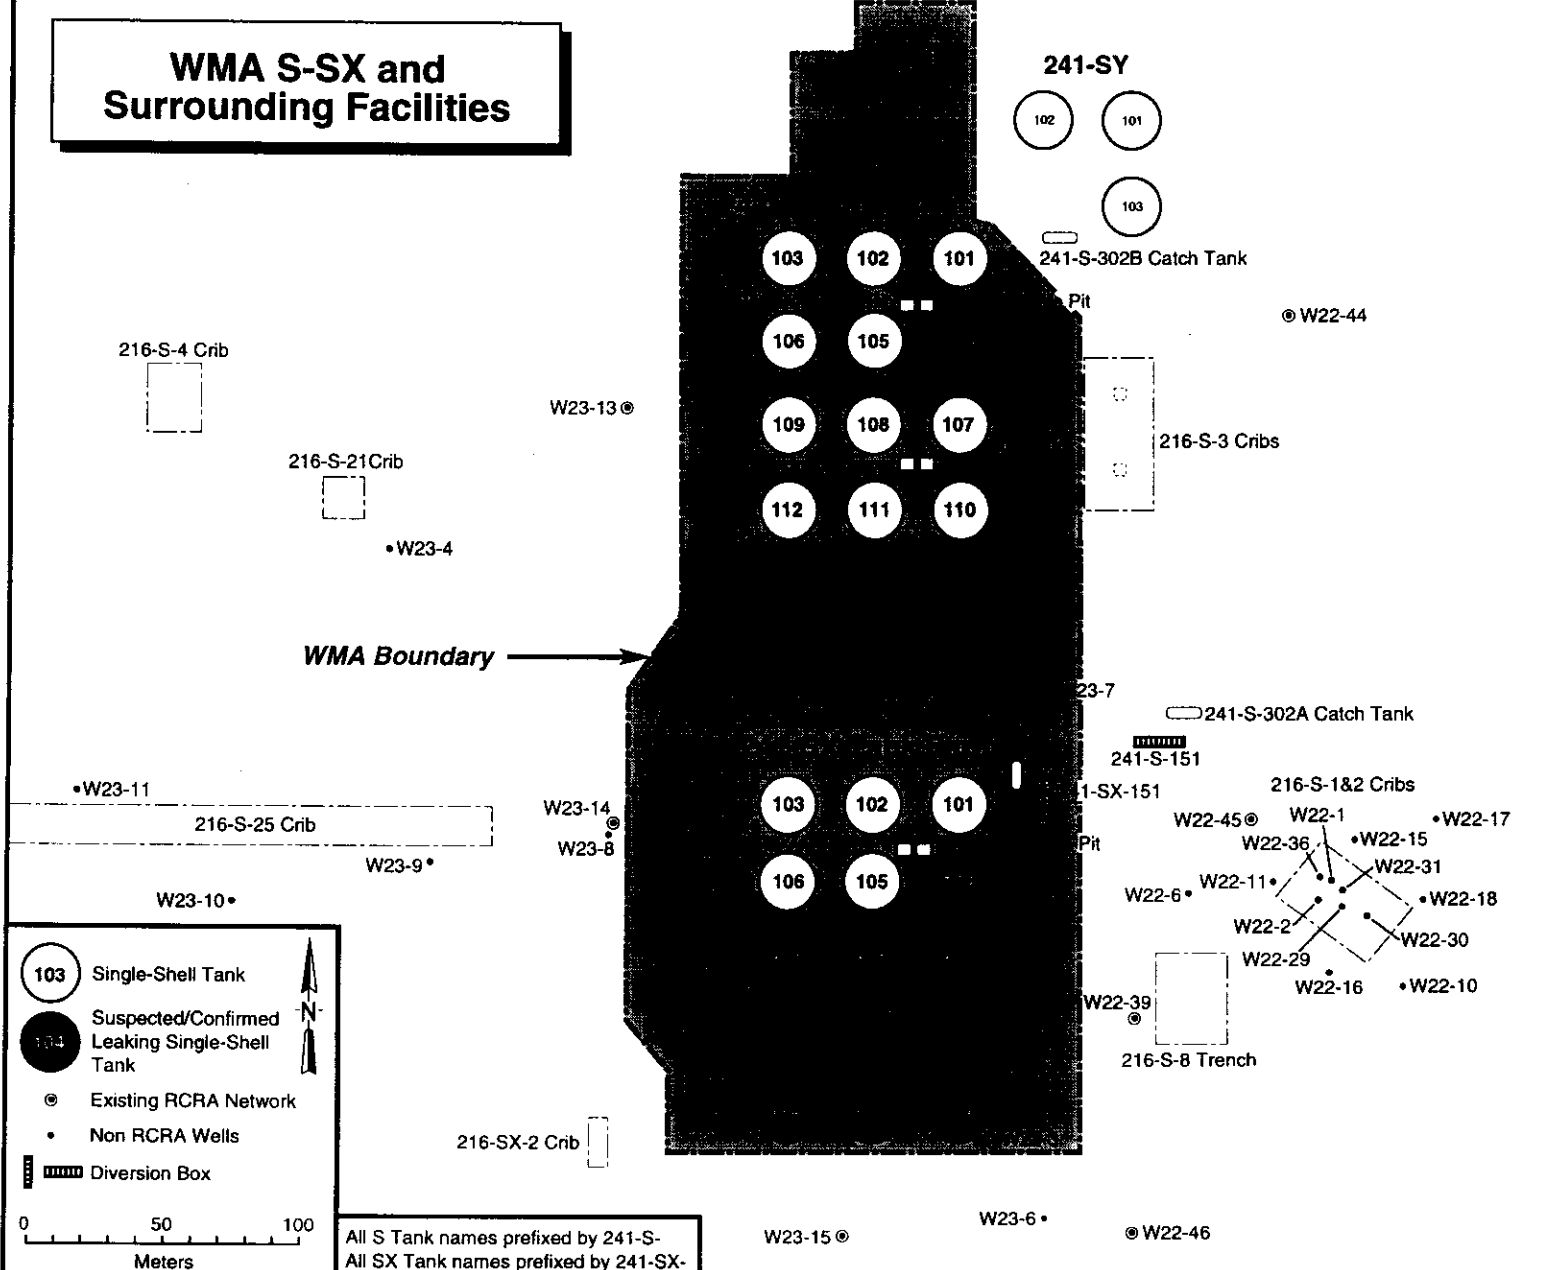 WMA S-SX and
Surrounding Facilities
241-SY
102
101
103
241-S-302B Catch Tank
103
102
101
Pit
W22-44
106
105
216-S-4 Crib
W23-13
109
108
107
216-S-3 Cribs
216-S-21Crib
112
111
110
W23-4
WMA Boundary
23-7
241-S-302A Catch Tank
241-S-151
W23-11
216-S-25 Crib
W23-14
W23-8
W23-9
W23-10
103
102
101
1-SX-151
Pit
106
105
216-S-1&2 Cribs
W22-45
W22-1
W22-17
W22-36
W22-15
W22-31
W22-11
W22-6
W22-18
W22-2
W22-30
W22-29
W22-16
W22-10
W22-39
216-S-8 Trench
103
Single-Shell Tank
N
104
Suspected/Confirmed
Leaking Single-Shell
Tank
Existing RCRA Network
Non RCRA Wells
Diversion Box
0
50
100
Meters
216-SX-2 Crib
All S Tank names prefixed by 241-S-
All SX Tank names prefixed by 241-SX-
W23-15
W23-6
W22-46